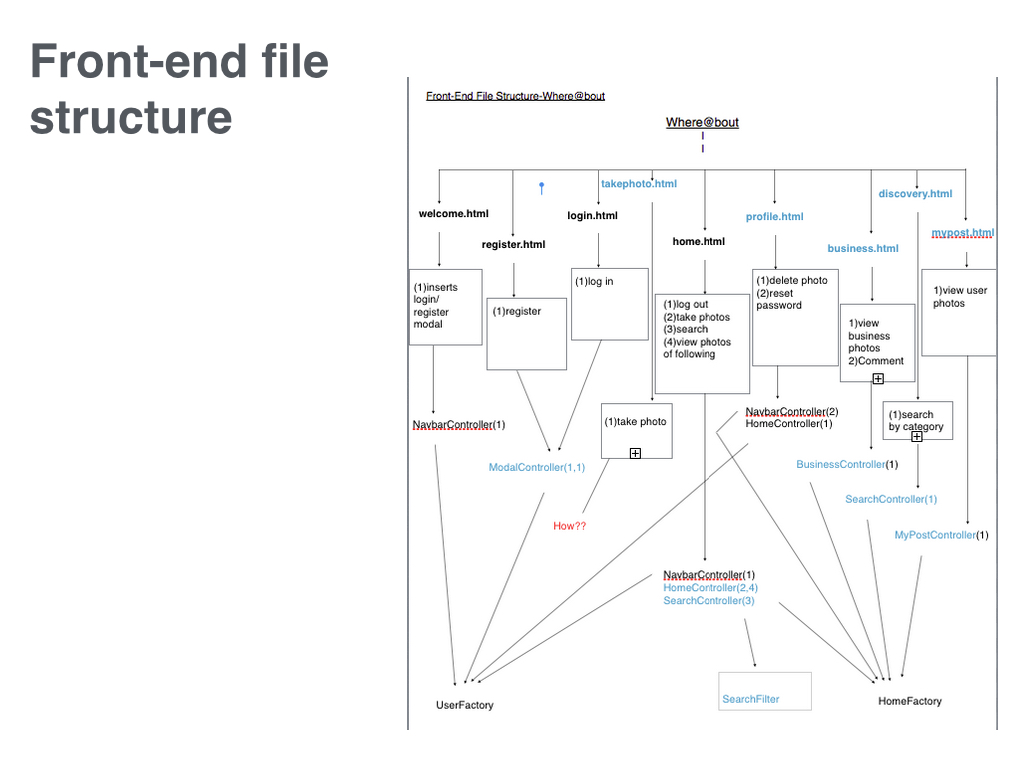 Front-end file
structure
Front-End File Structure-Where@bout
Where@bout
takephoto.html
discovery.html
welcome.html
login.html
profile.html
mypost.html
register.html
home.html
business.html
(1)inserts
login/
register
modal
(1)register
(1)log in
(1)log out
(2)take photos
(3)search
(4)view photos
of following
(1)delete photo
(2)reset
password
1)view
business
photos
2)Comment
1)view user
photos
(1)take photo
(1)search
by category
NavbarController(1)
NavbarController(2)
HomeController(1)
ModalController(1,1)
BusinessController(1)
SearchController(1)
How??
MyPostController(1)
NavbarController(1)
HomeController(2,4)
SearchController(3)
UserFactory
SearchFilter
HomeFactory